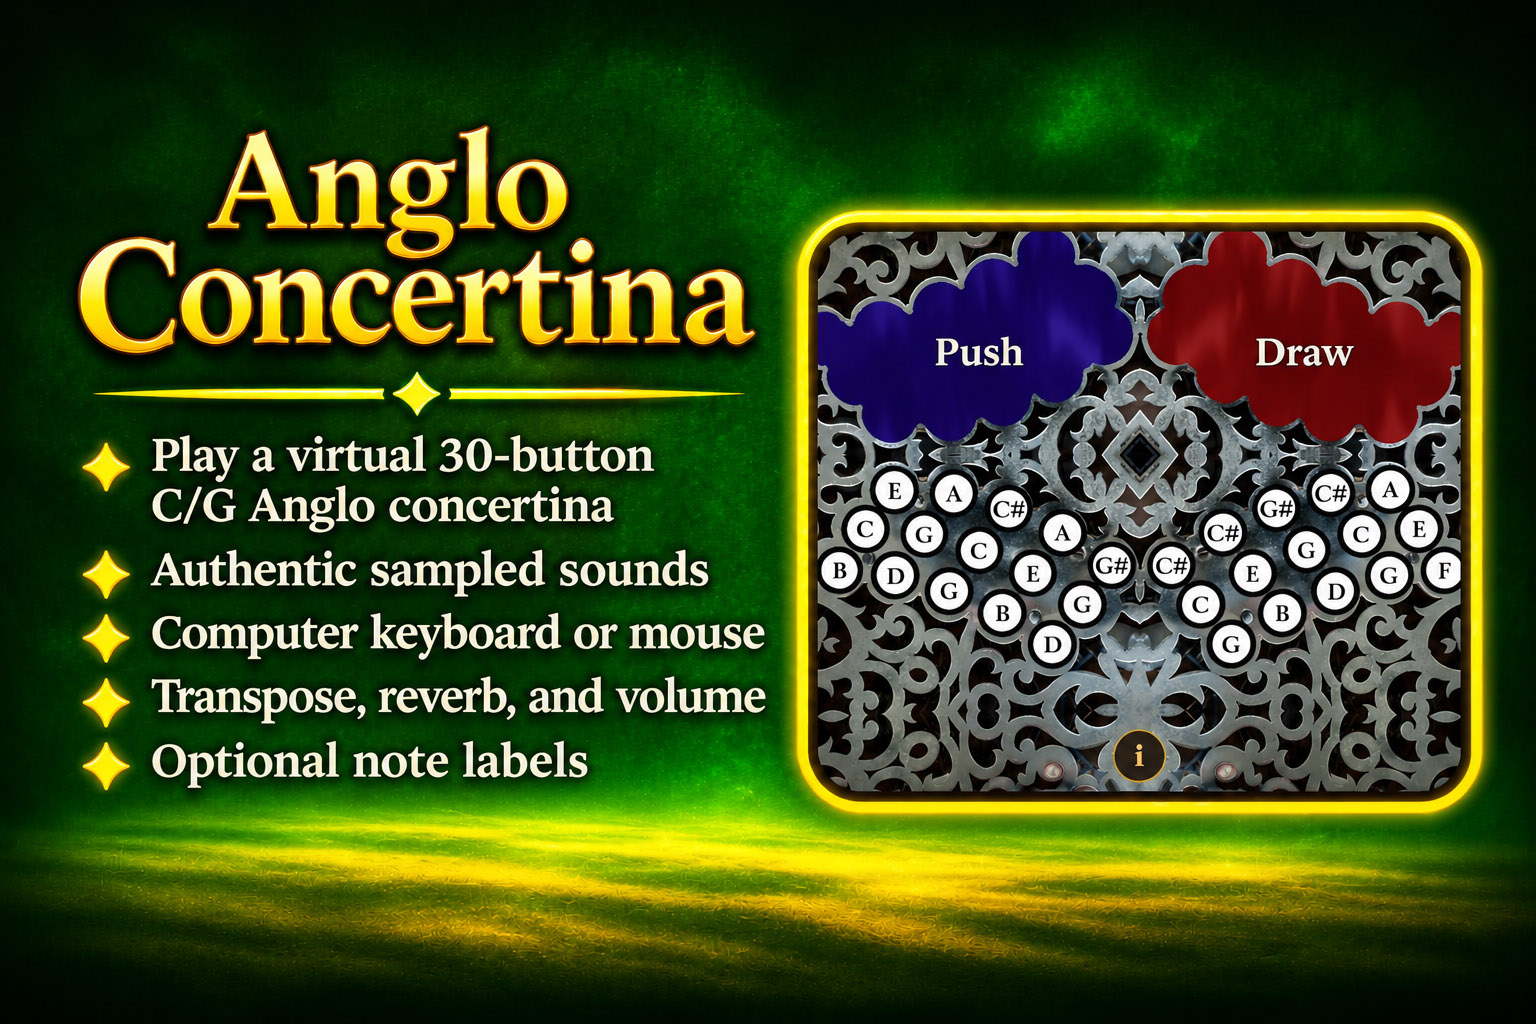 Anglo
Concertina
Play a virtual 30-button
C/G Anglo concertina
Authentic sampled sounds
Computer keyboard or mouse
Transpose, reverb, and volume
Optional note labels
Push
Draw
E A C# A G#
C G C E G
B D G B D
C# C# G# C# A
C E G C E
G B D G F
i